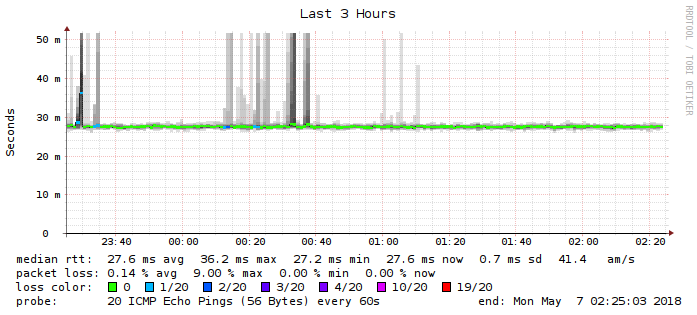 Last 3 Hours
RRDTOOL / TOBI OETIKER
Seconds
50 m
40 m
30 m
20 m
10 m
0
23:40 00:00 00:20 00:40 01:00 01:20 01:40 02:00 02:20
median rtt: 27.6 ms avg 36.2 ms max 27.2 ms min 27.6 ms now 0.7 ms sd 41.4 am/s
packet loss: 0.14 % avg 9.00 % max 0.00 % min 0.00 % now
loss color: 0 1/20 2/20 3/20 4/20 10/20 19/20
probe: 20 ICMP Echo Pings (56 Bytes) every 60s end: Mon May 7 02:25:03 2018